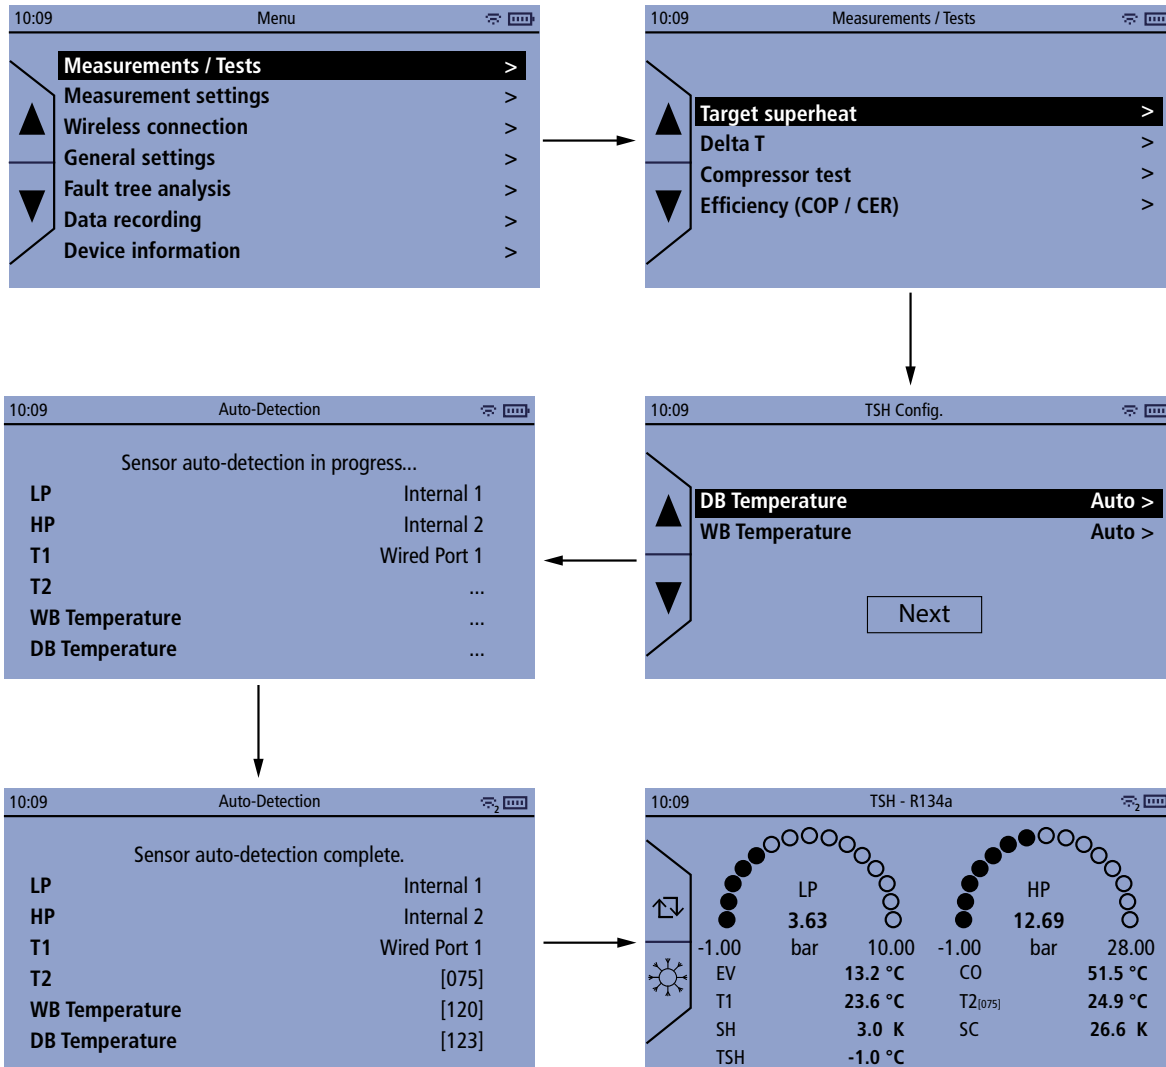 10:09 Menu
Measurements / Tests >
Measurement settings >
Wireless connection >
General settings >
Fault tree analysis >
Data recording >
Device information >
10:09 Measurements / Tests
Target superheat >
Delta T >
Compressor test >
Efficiency (COP / CER) >
10:09 TSH Config.
DB Temperature Auto >
WB Temperature Auto >
Next
10:09 Auto-Detection
Sensor auto-detection in progress...
LP Internal 1
HP Internal 2
T1 Wired Port 1
T2 ...
WB Temperature ...
DB Temperature ...
10:09 Auto-Detection 2
Sensor auto-detection complete.
LP Internal 1
HP Internal 2
T1 Wired Port 1
T2 [075]
WB Temperature [120]
DB Temperature [123]
10:09 TSH - R134a 2
LP HP
3.63 12.69
-1.00 bar 10.00 -1.00 bar 28.00
EV 13.2 °C CO 51.5 °C
T1 23.6 °C T2[075] 24.9 °C
SH 3.0 K SC 26.6 K
TSH -1.0 °C